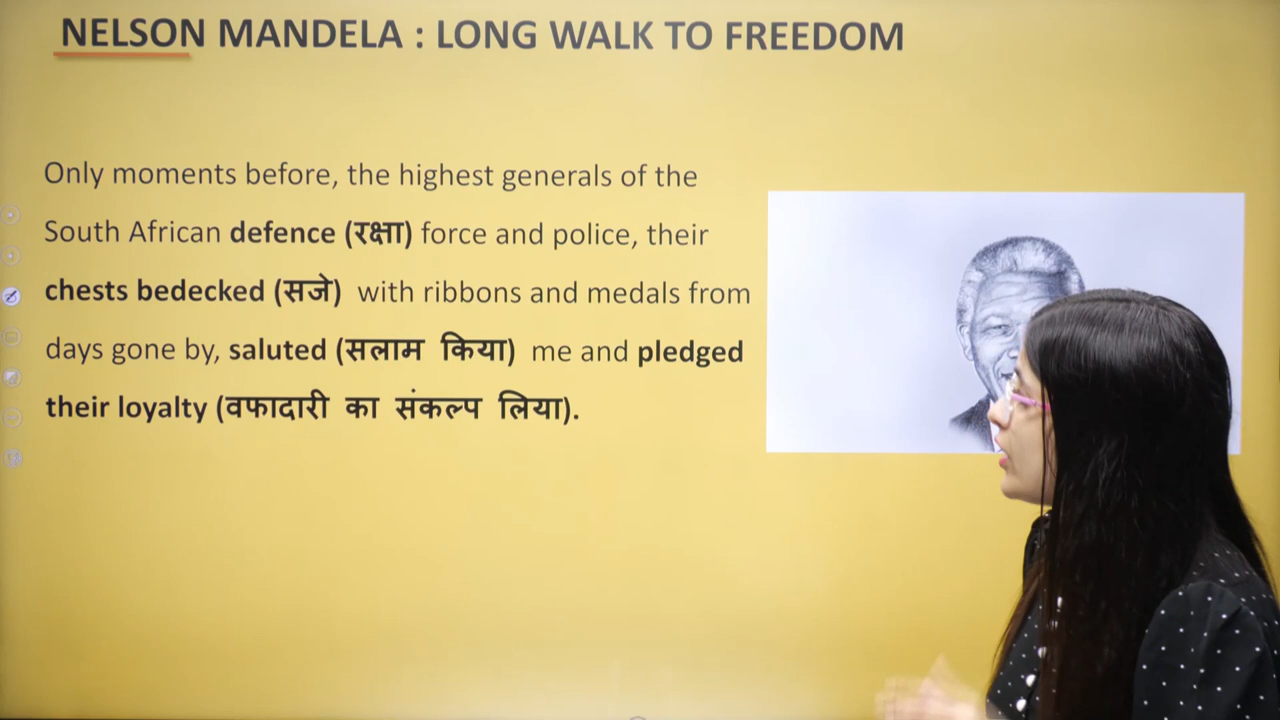 NELSON MANDELA : LONG WALK TO FREEDOM
Only moments before, the highest generals of the
South African defence (रक्षा) force and police, their
chests bedecked (सजे) with ribbons and medals from
days gone by, saluted (सलाम किया) me and pledged
their loyalty (वफादारी का संकल्प लिया).